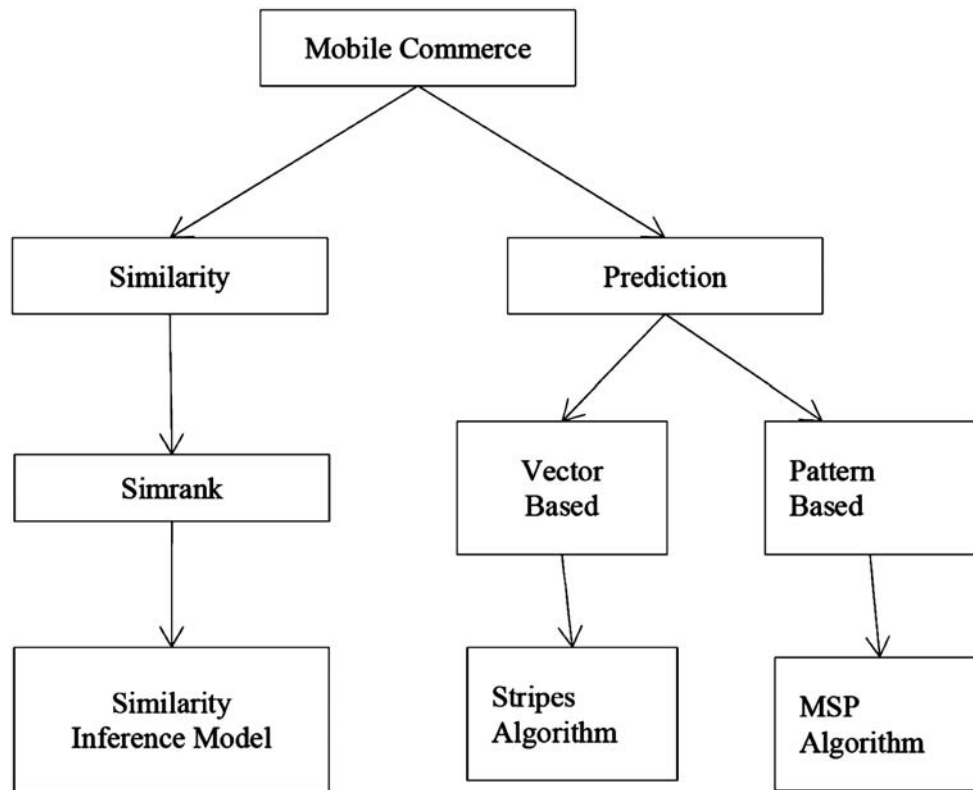 Mobile Commerce
Similarity
Prediction
Simrank
Vector
Based
Pattern
Based
Similarity
Inference Model
Stripes
Algorithm
MSP
Algorithm